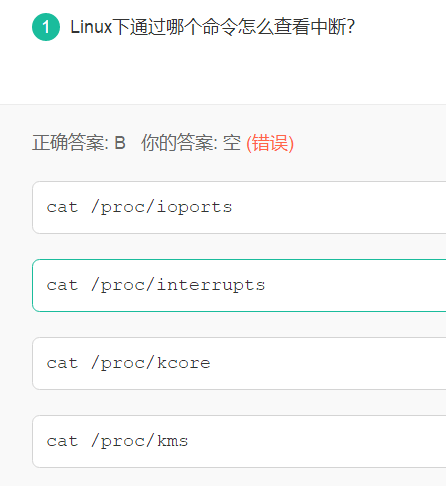 1 Linux下通过哪个命令怎么查看中断?
正确答案: B 你的答案: 空 (错误)
cat /proc/ioports
cat /proc/interrupts
cat /proc/kcore
cat /proc/kms